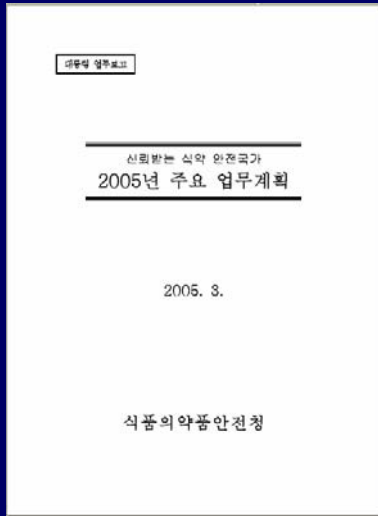 대통령 업무보고
신뢰받는 식약 안전국가
2005년 주요 업무계획
2005. 3.
식품의약품안전청